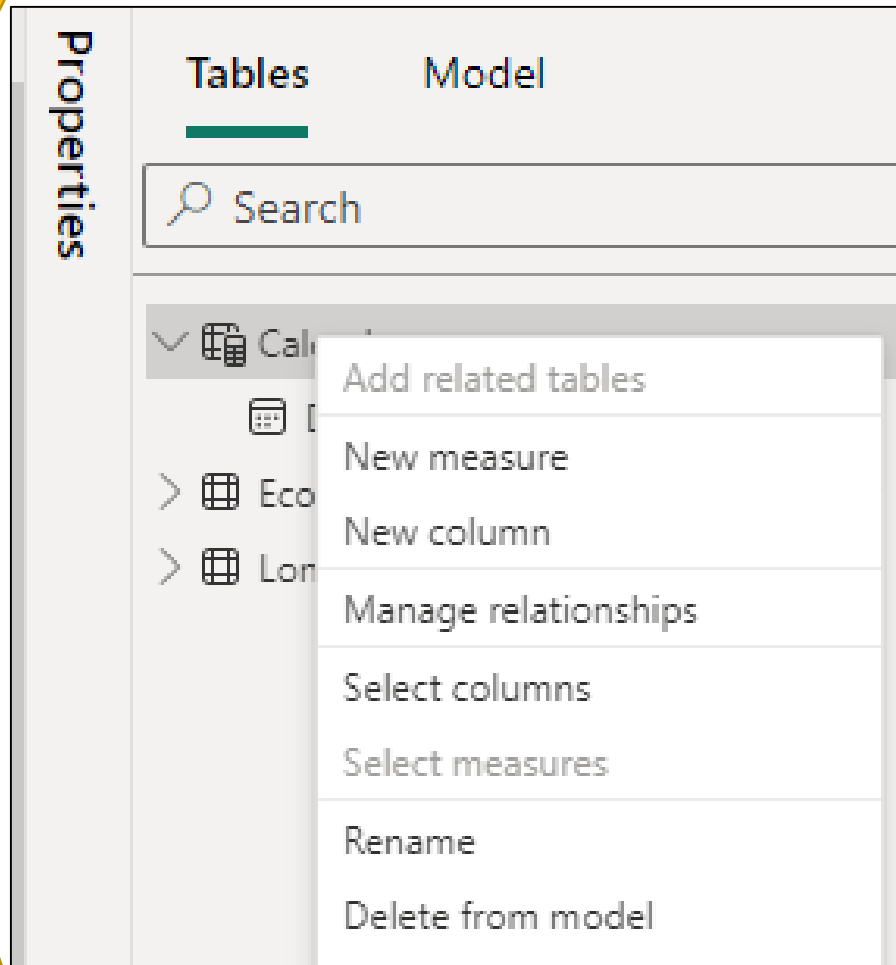 Properties
Tables Model
Search
Add related tables
New measure
New column
Manage relationships
Select columns
Select measures
Rename
Delete from model